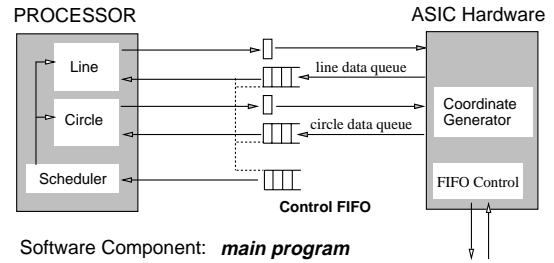 PROCESSOR
ASIC Hardware
Line
line data queue
Circle
circle data queue
Coordinate
Generator
Scheduler
FIFO Control
Control FIFO
Software Component: main program